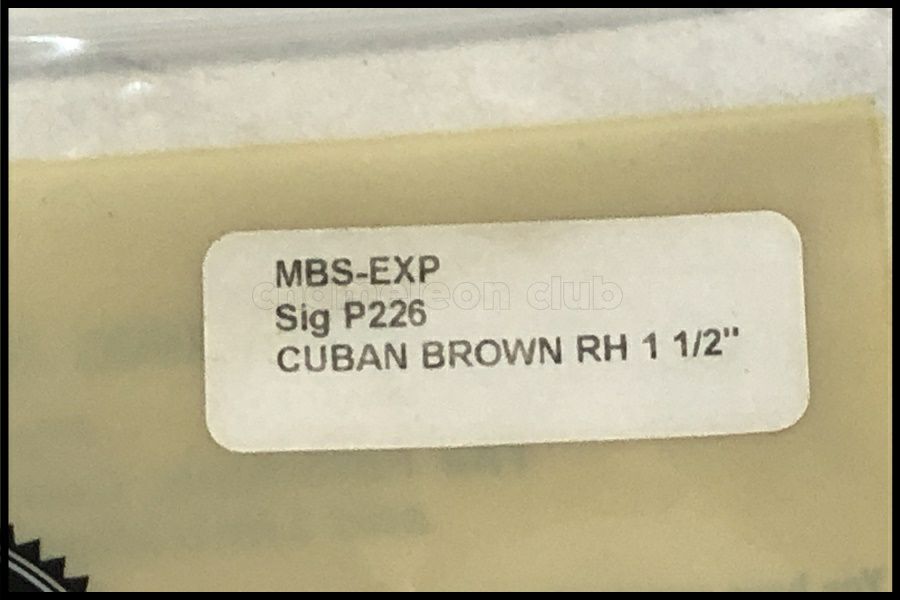 MBS-EXP
chameleon club
Sig P226
CUBAN BROWN RH 1 1/2"